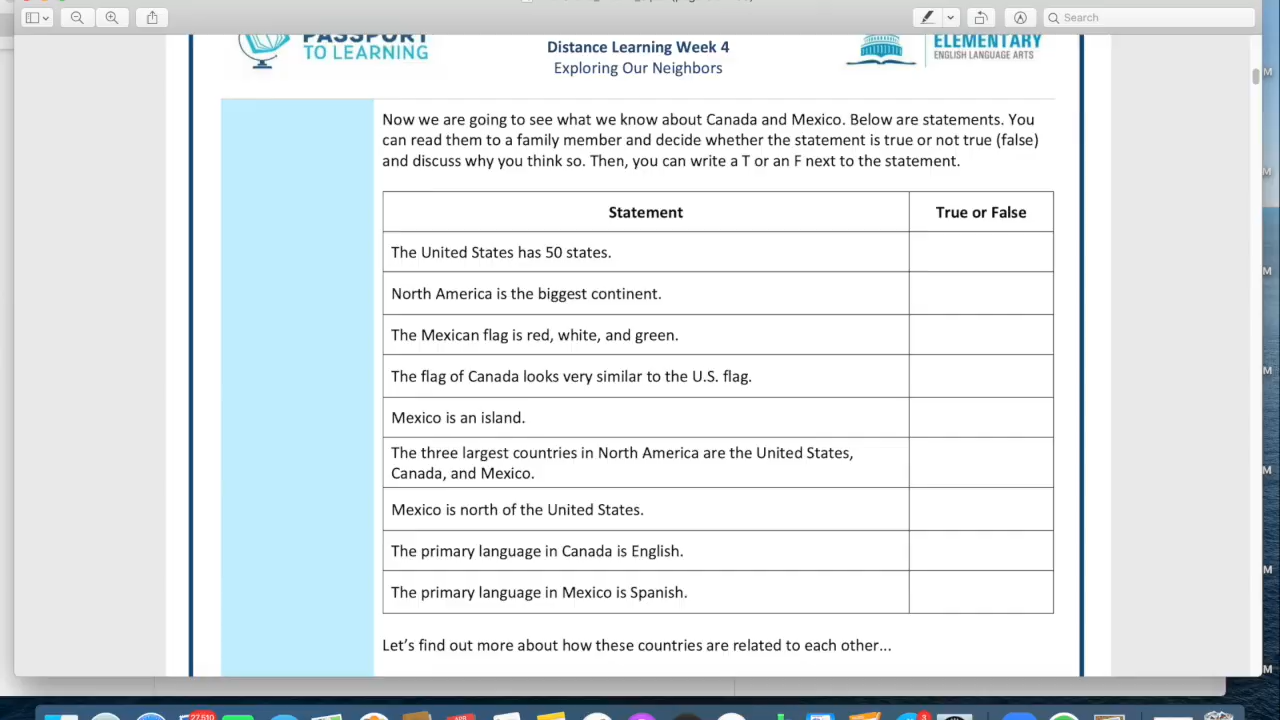 Search
PASSPORT
TO LEARNING
Distance Learning Week 4
Exploring Our Neighbors
ELEMENTARY
ENGLISH LANGUAGE ARTS
Now we are going to see what we know about Canada and Mexico. Below are statements. You
can read them to a family member and decide whether the statement is true or not true (false)
and discuss why you think so. Then, you can write a T or an F next to the statement.
Statement
True or False
The United States has 50 states.
North America is the biggest continent.
The Mexican flag is red, white, and green.
The flag of Canada looks very similar to the U.S. flag.
Mexico is an island.
The three largest countries in North America are the United States,
Canada, and Mexico.
Mexico is north of the United States.
The primary language in Canada is English.
The primary language in Mexico is Spanish.
Let's find out more about how these countries are related to each other...
M
M
M
M
M
M
M
27,610
3